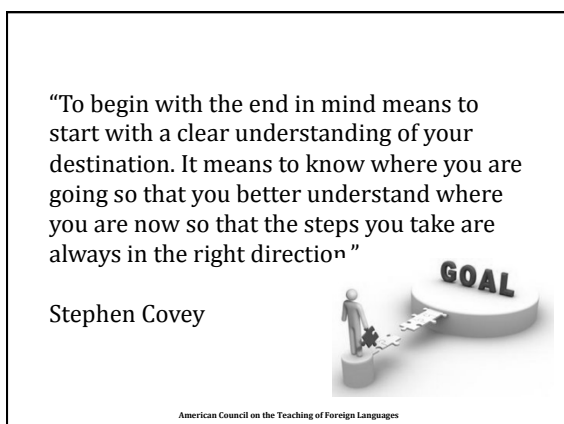 “To begin with the end in mind means to
start with a clear understanding of your
destination. It means to know where you are
going so that you better understand where
you are now so that the steps you take are
always in the right direction.”
Stephen Covey
GOAL
American Council on the Teaching of Foreign Languages